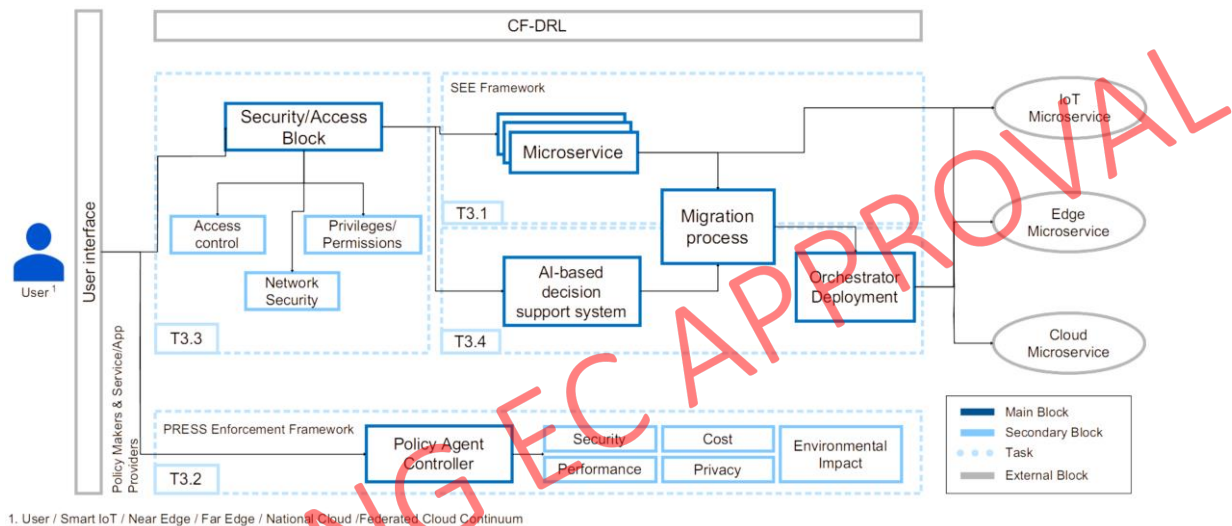 CF-DRL
User interface
User 1
Policy Makers & Service/App
Providers
Security/Access
Block
Access
control
Privileges/
Permissions
Network
Security
T3.3
SEE Framework
Microservice
T3.1
Migration
process
AI-based
decision
support system
Orchestrator
Deployment
T3.4
IoT
Microservice
Edge
Microservice
Cloud
Microservice
PRESS Enforcement Framework
Policy Agent
Controller
Security
Cost
Performance
Privacy
Environmental
Impact
T3.2
Main Block
Secondary Block
Task
External Block
NG EC APPROVAL
1. User / Smart IoT / Near Edge / Far Edge / National Cloud /Federated Cloud Continuum